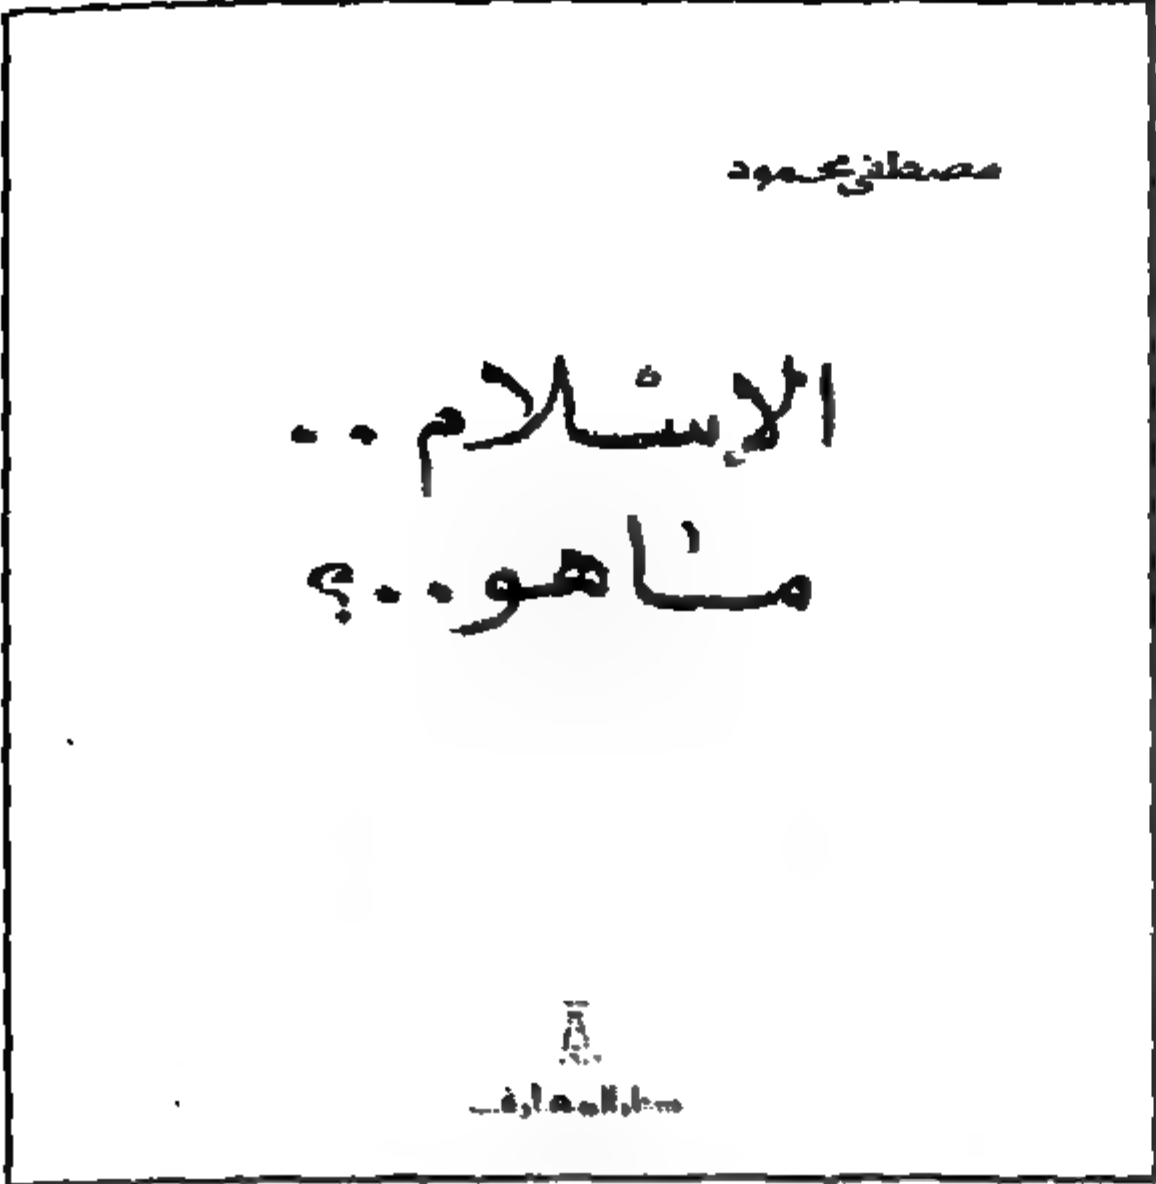 مصطفى محمود
الإسلام ..
ما هو..؟
دار المعارف